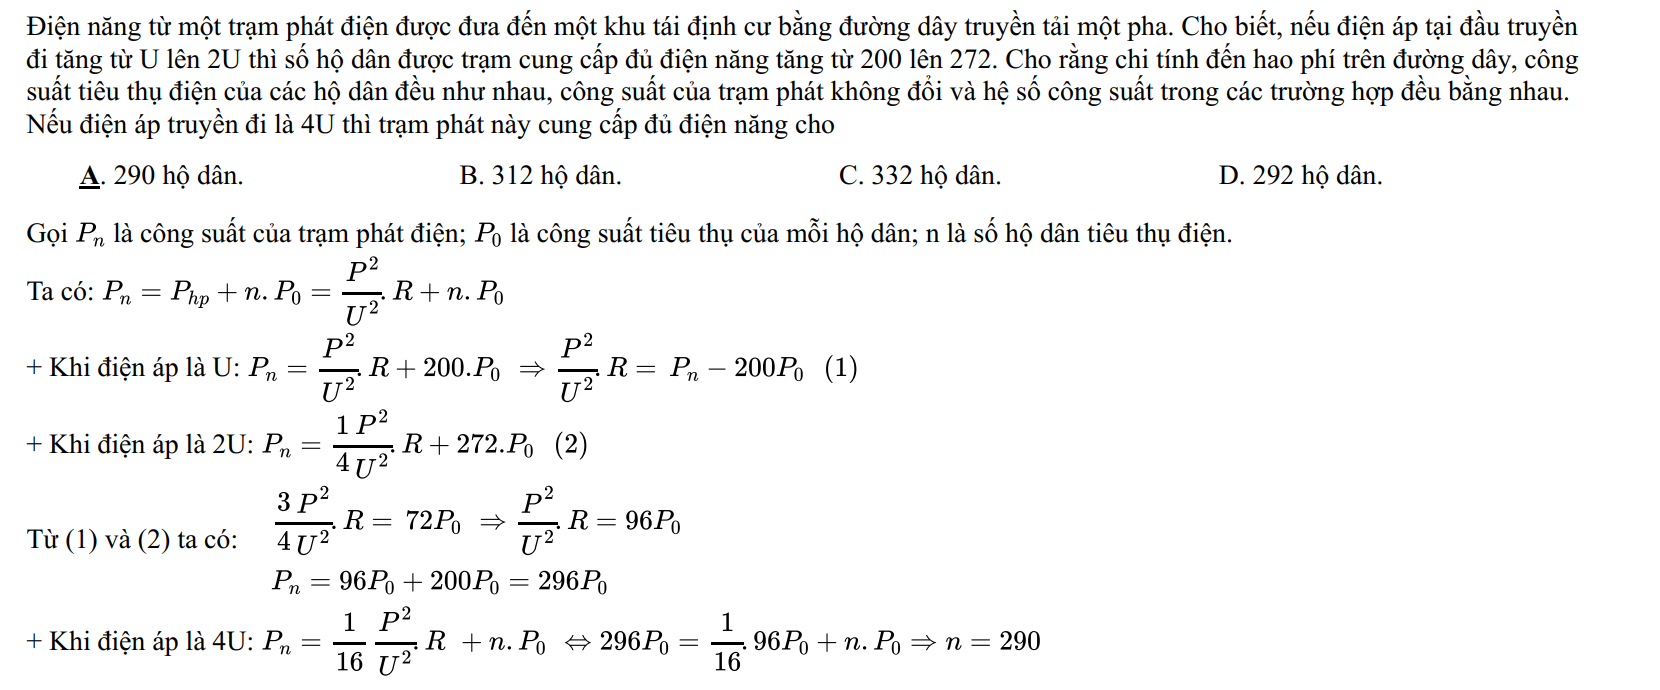 Điện năng từ một trạm phát điện được đưa đến một khu tái định cư bằng đường dây truyền tải một pha. Cho biết, nếu điện áp tại đầu truyền
đi tăng từ U lên 2U thì số hộ dân được trạm cung cấp đủ điện năng tăng từ 200 lên 272. Cho rằng chi tính đến hao phí trên đường dây, công
suất tiêu thụ điện của các hộ dân đều như nhau, công suất của trạm phát không đổi và hệ số công suất trong các trường hợp đều bằng nhau.
Nếu điện áp truyền đi là 4U thì trạm phát này cung cấp đủ điện năng cho
A. 290 hộ dân. B. 312 hộ dân. C. 332 hộ dân. D. 292 hộ dân.
Gọi $P_n$ là công suất của trạm phát điện; $P_0$ là công suất tiêu thụ của mỗi hộ dân; n là số hộ dân tiêu thụ điện.
Ta có: $P_n = P_{hp} + n. P_0 = \frac{P^2}{U^2}. R + n. P_0$
+ Khi điện áp là U: $P_n = \frac{P^2}{U^2}. R + 200.P_0 \Rightarrow \frac{P^2}{U^2}. R = P_n - 200P_0 \ (1)$
+ Khi điện áp là 2U: $P_n = \frac{1}{4}\frac{P^2}{U^2}. R + 272.P_0 \ (2)$
Từ (1) và (2) ta có: $\frac{3}{4}\frac{P^2}{U^2}. R = 72P_0 \Rightarrow \frac{P^2}{U^2}. R = 96P_0$
$P_n = 96P_0 + 200P_0 = 296P_0$
+ Khi điện áp là 4U: $P_n = \frac{1}{16}\frac{P^2}{U^2}. R + n. P_0 \Leftrightarrow 296P_0 = \frac{1}{16}. 96P_0 + n. P_0 \Rightarrow n = 290$